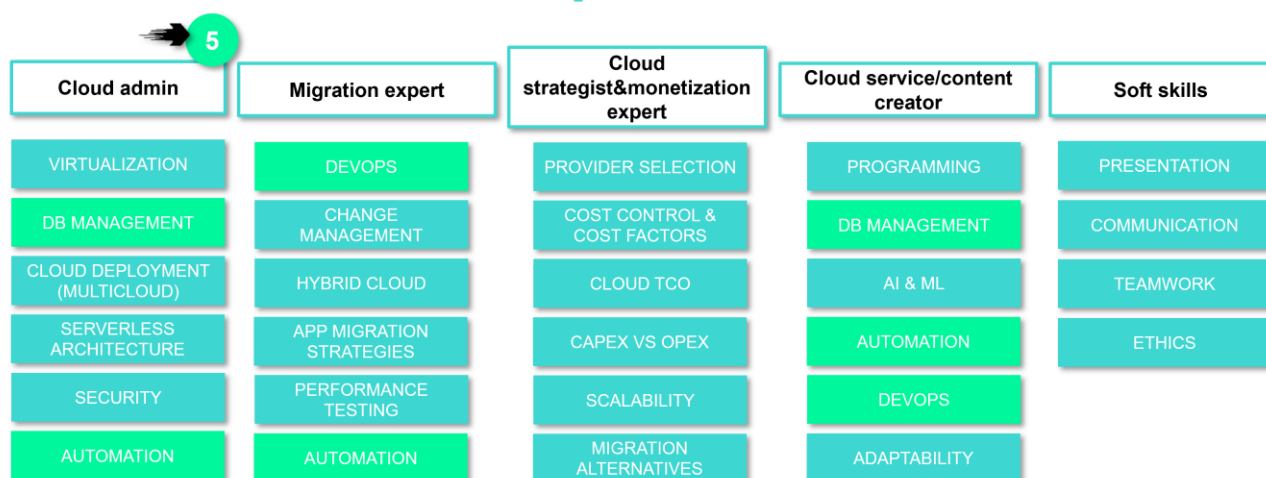 5
Cloud admin
VIRTUALIZATION
DB MANAGEMENT
CLOUD DEPLOYMENT
(MULTICLOUD)
SERVERLESS
ARCHITECTURE
SECURITY
AUTOMATION
Migration expert
DEVOPS
CHANGE
MANAGEMENT
HYBRID CLOUD
APP MIGRATION
STRATEGIES
PERFORMANCE
TESTING
AUTOMATION
Cloud
strategist&monetization
expert
PROVIDER SELECTION
COST CONTROL &
COST FACTORS
CLOUD TCO
CAPEX VS OPEX
SCALABILITY
MIGRATION
ALTERNATIVES
Cloud service/content
creator
PROGRAMMING
DB MANAGEMENT
AI & ML
AUTOMATION
DEVOPS
ADAPTABILITY
Soft skills
PRESENTATION
COMMUNICATION
TEAMWORK
ETHICS